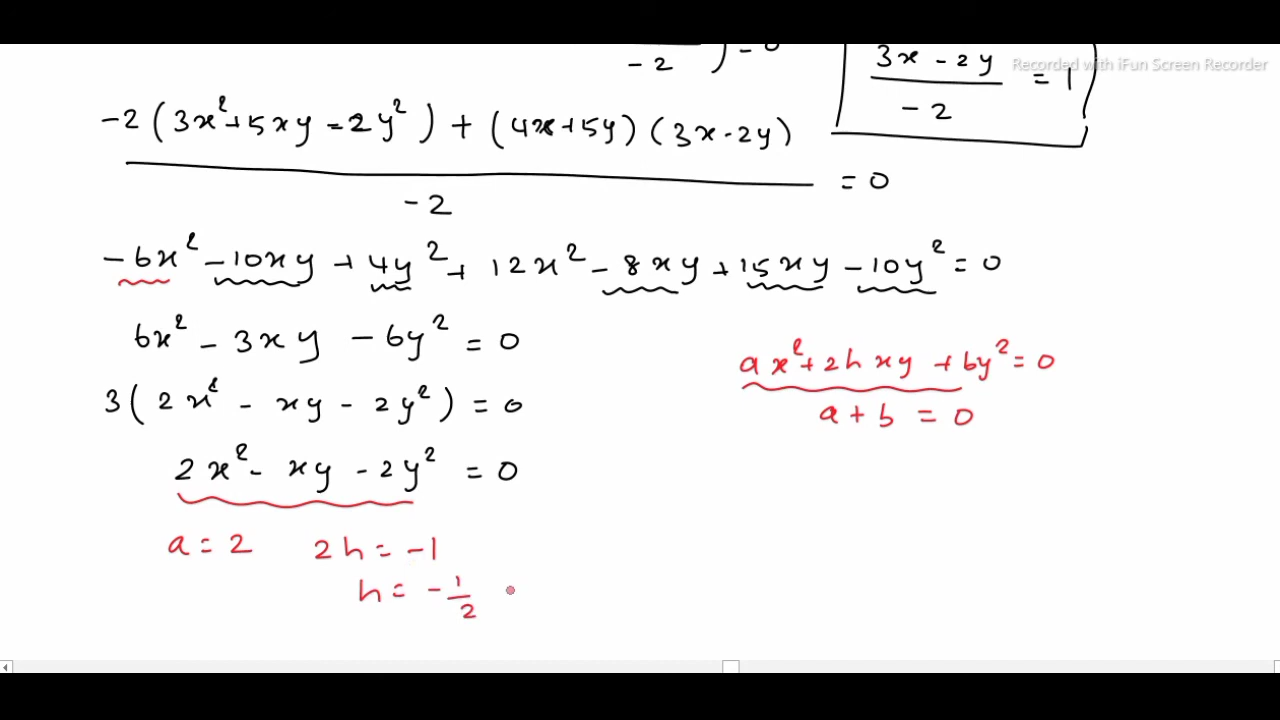 -2 ) = 0
3x - 2y / -2 = 1
Recorded with iFun Screen Recorder
-2 (3x² + 5xy - 2y²) + (4x + 5y) (3x - 2y) / -2 = 0
-6x² - 10xy + 4y² + 12x² - 8xy + 15xy - 10y² = 0
6x² - 3xy - 6y² = 0
ax² + 2hxy + by² = 0
3(2x² - xy - 2y²) = 0
a + b = 0
2x² - xy - 2y² = 0
a = 2 2h = -1
h = -1/2